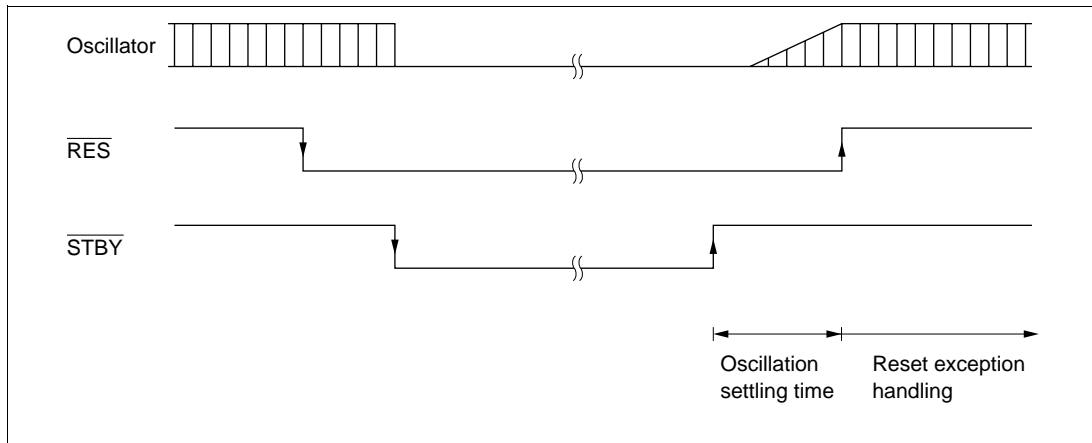 Oscillator
RES
STBY
Oscillation
settling time
Reset exception
handling